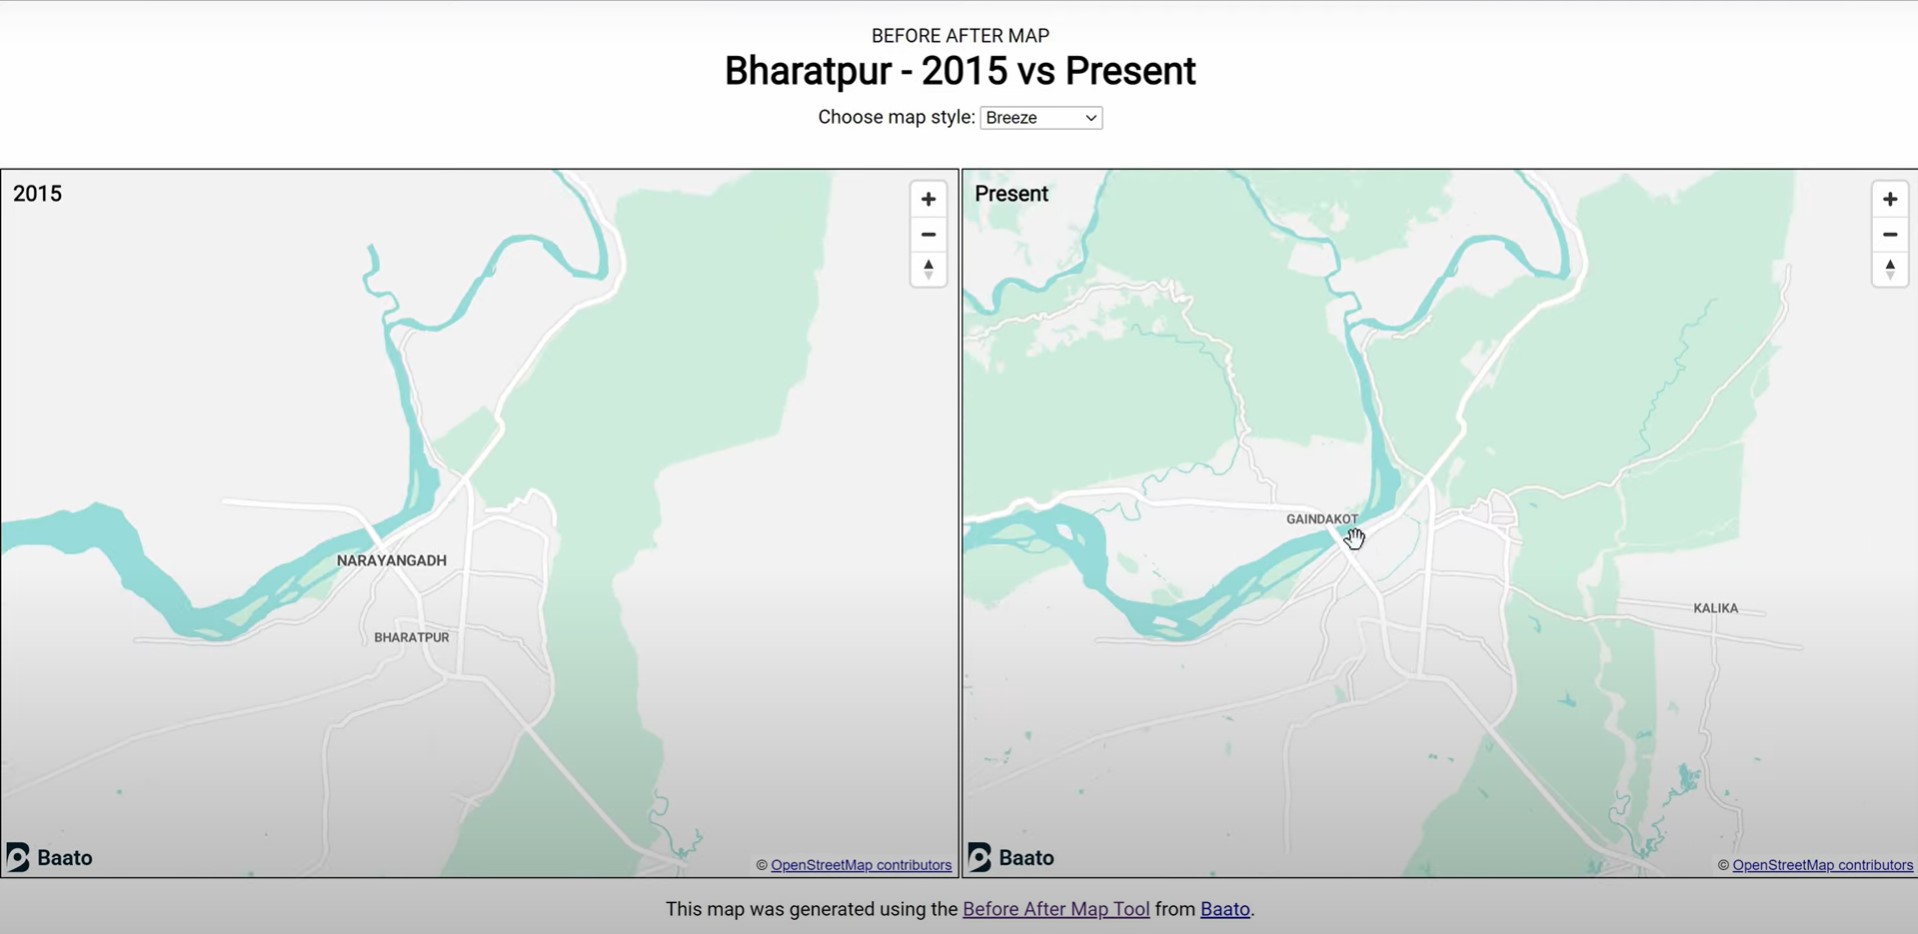 BEFORE AFTER MAP
Bharatpur - 2015 vs Present
Choose map style: Breeze
2015
NARAYANGADH
BHARATPUR
Baato
© OpenStreetMap contributors
Present
GAINDAKOT
KALIKA
Baato
© OpenStreetMap contributors
This map was generated using the Before After Map Tool from Baato.